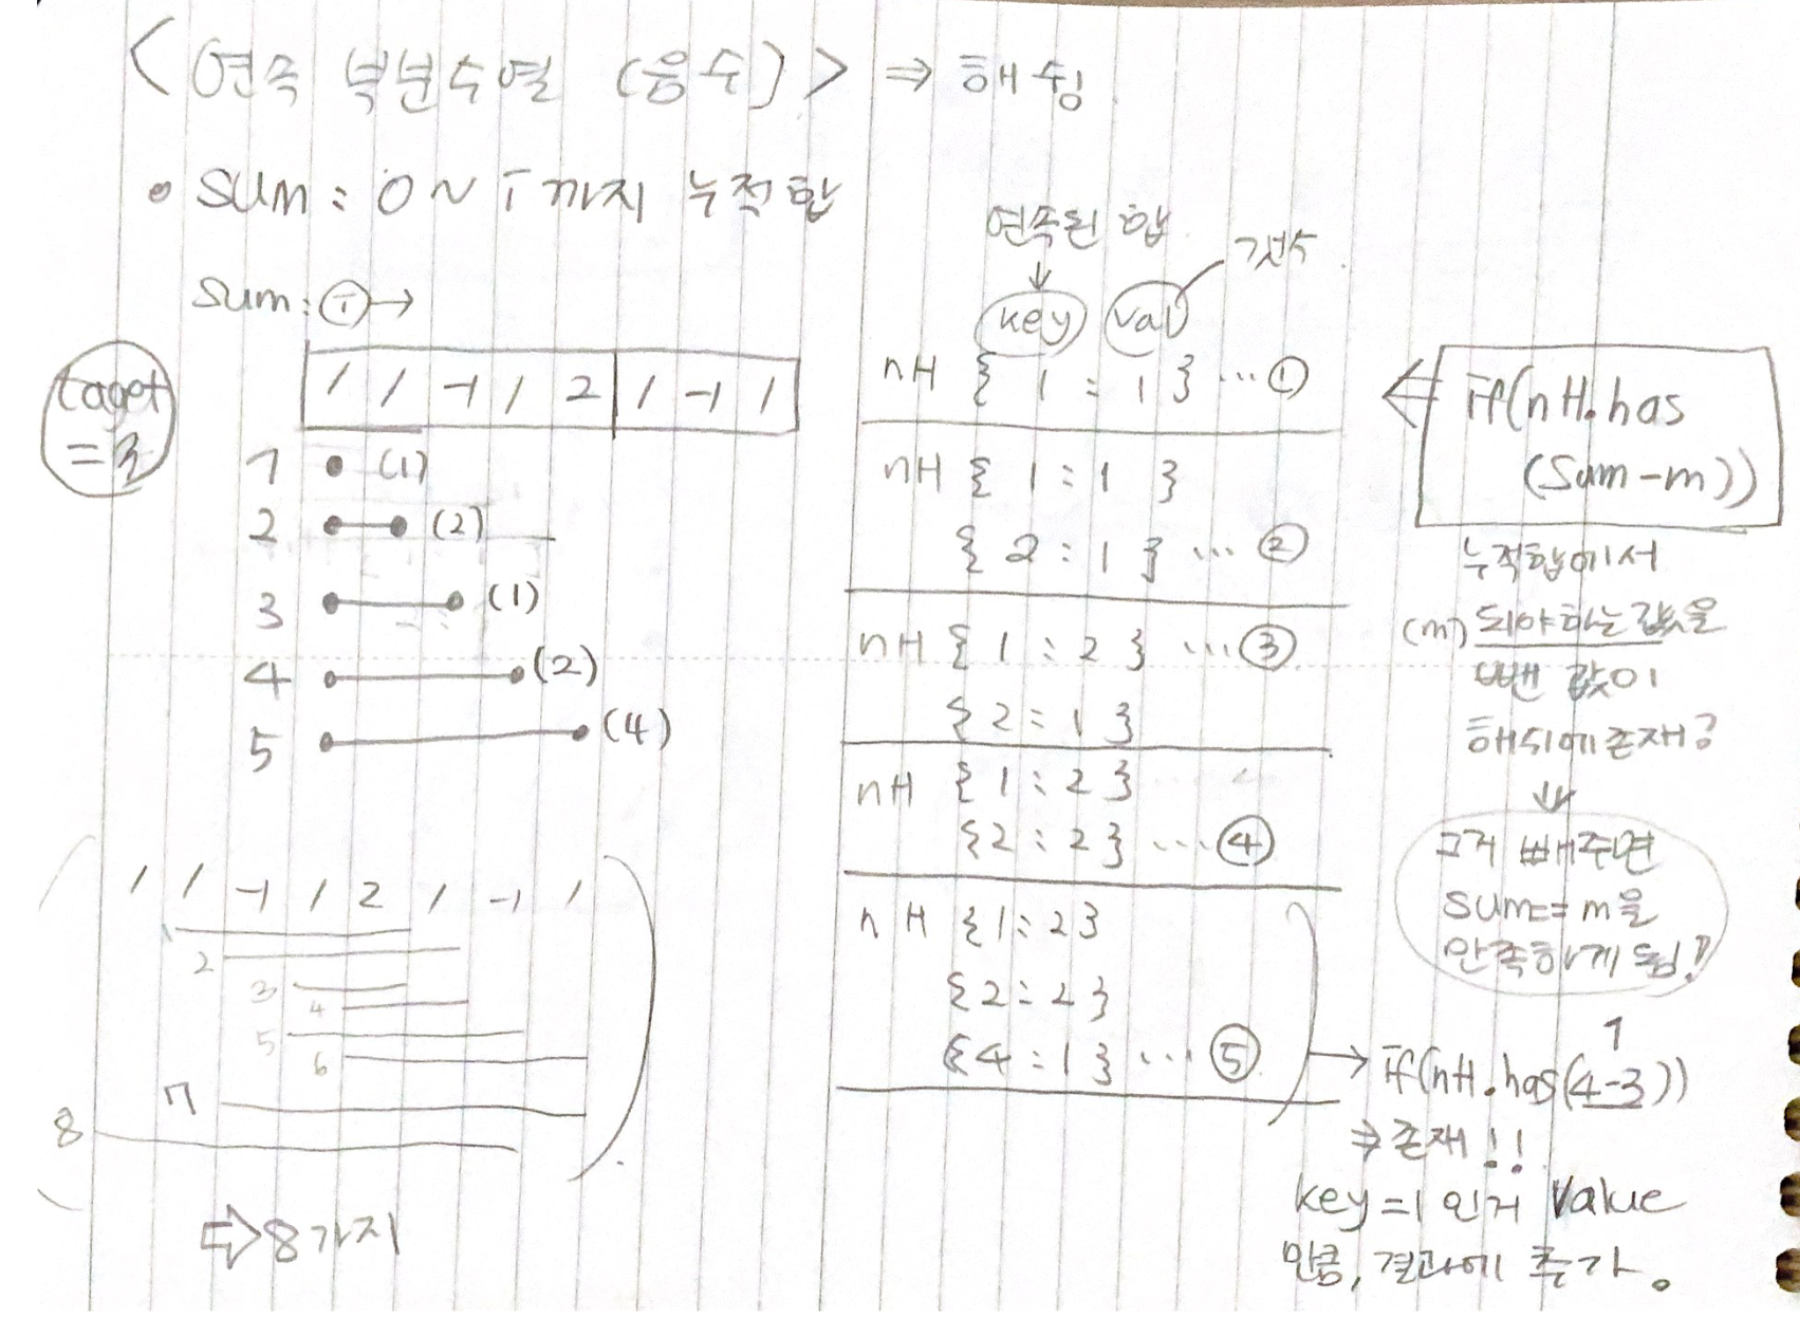 <연속 부분수열 (음수)> ⇒ 해싱
• sum : 0 ~ i 까지 누적합
sum : i →
taget = 3
1 1 -1 1 2 1 -1 1
1 • (1)
2 (2)
3 (1)
4 (2)
5 (4)
1 1 -1 1 2 1 -1 1
1
2
3
4
5
6
7
8
⇒ 8가지
연속된 합
↓
갯수
key val
nH { 1 : 1 } ... ①
nH { 1 : 1 }
{ 2 : 1 } ... ②
nH { 1 : 2 } ... ③
{ 2 : 1 }
nH { 1 : 2 }
{ 2 : 2 } ... ④
nH { 1 : 2 }
{ 2 : 2 }
{ 4 : 1 } ... ⑤
⇐ if(nH.has
(Sum-m))
누적합에서
(m) 되야하는값을
뺀 값이
해쉬에존재?
↓
그거 빼주면
sum==m을
만족하게 됨!!
1
→ if(nH.has(4-3))
⇒ 존재!!
key=1 인거 Value
만큼, 결과에 추가.